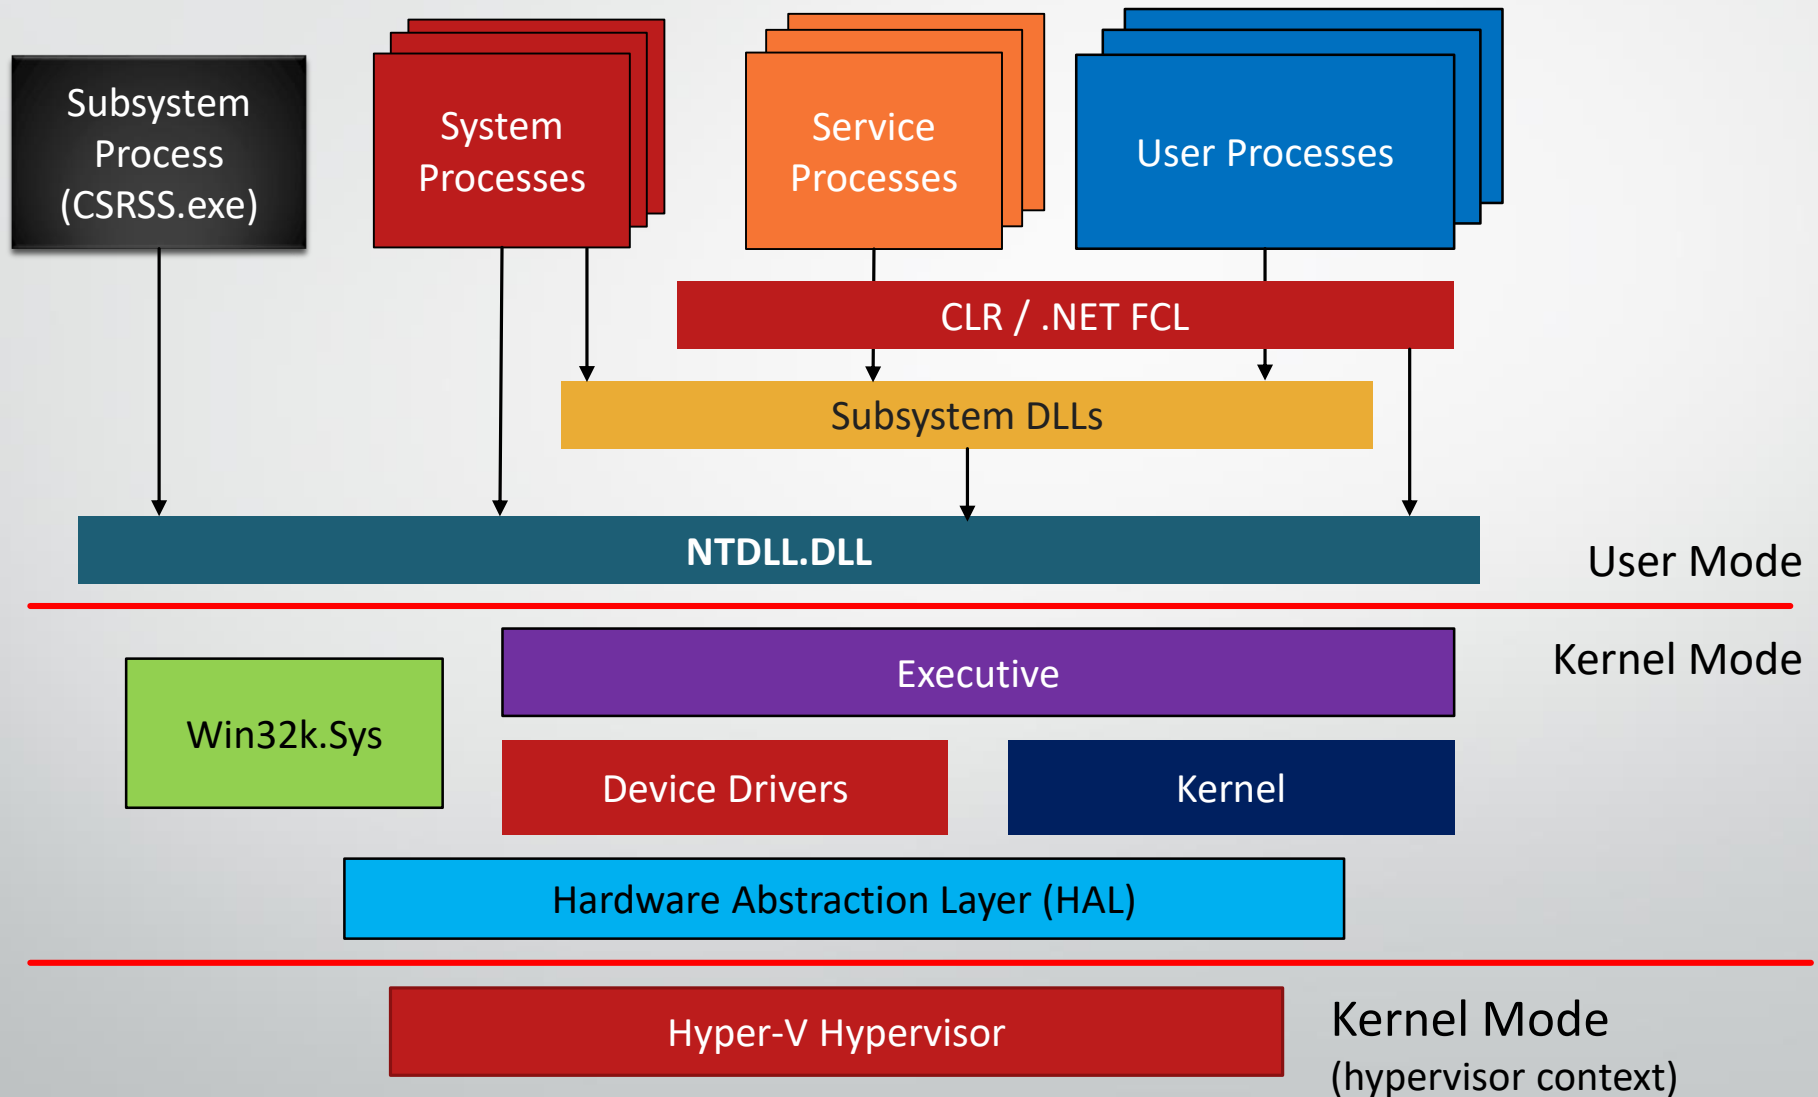 Subsystem
Process
(CSRSS.exe)
System
Processes
Service
Processes
User Processes
CLR / .NET FCL
Subsystem DLLs
NTDLL.DLL
User Mode
Kernel Mode
Executive
Win32k.Sys
Device Drivers
Kernel
Hardware Abstraction Layer (HAL)
Hyper-V Hypervisor
Kernel Mode
(hypervisor context)